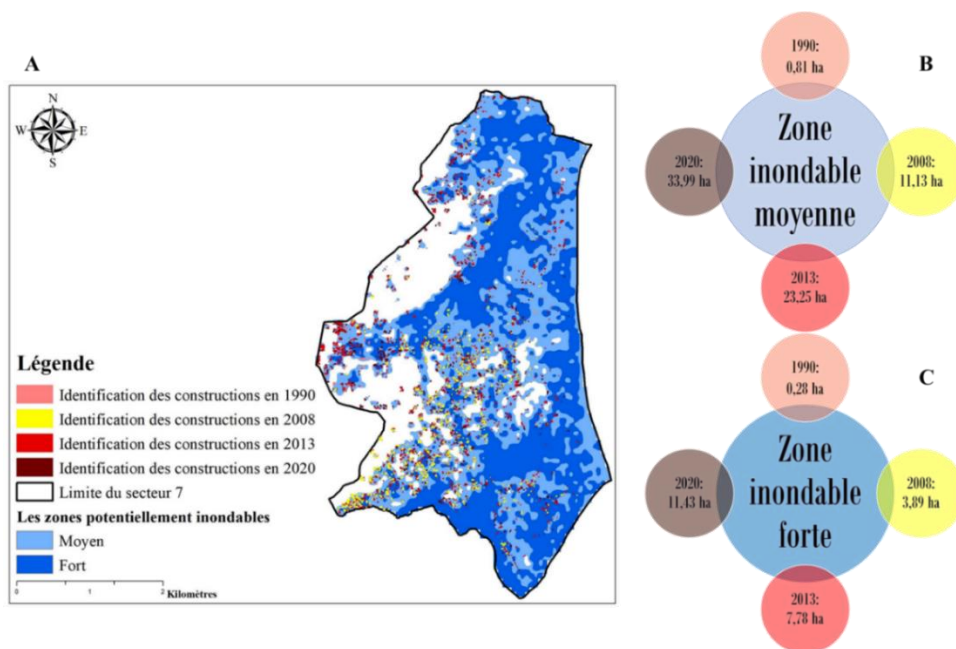 A
N
W
E
S
Légende
Identification des constructions en 1990
Identification des constructions en 2008
Identification des constructions en 2013
Identification des constructions en 2020
Limite du secteur 7
Les zones potentiellement inondables
Moyen
Fort
0
1
2
Kilomètres
B
1990:
0,81 ha
Zone
inondable
moyenne
2020:
33,99 ha
2008:
11,13 ha
2013:
23,25 ha
C
1990:
0,28 ha
Zone
inondable
forte
2020:
11,43 ha
2008:
3,89 ha
2013:
7,78 ha